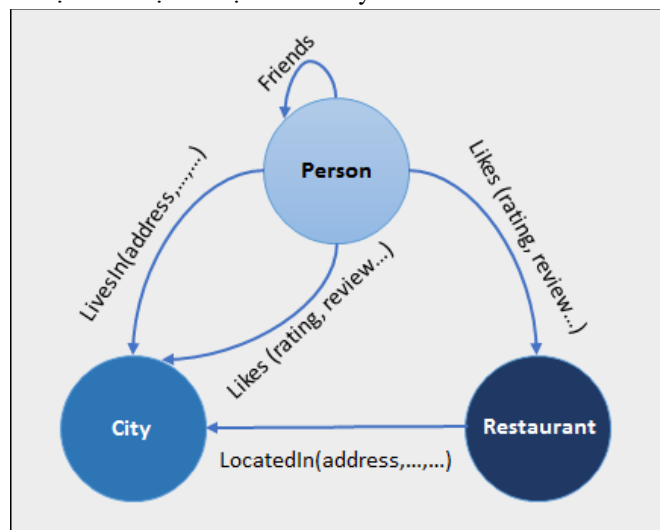 Friends
Person
LivesIn(address,...,...)
Likes (rating, review...)
Likes (rating, review...)
City
Restaurant
LocatedIn(address,...,...)